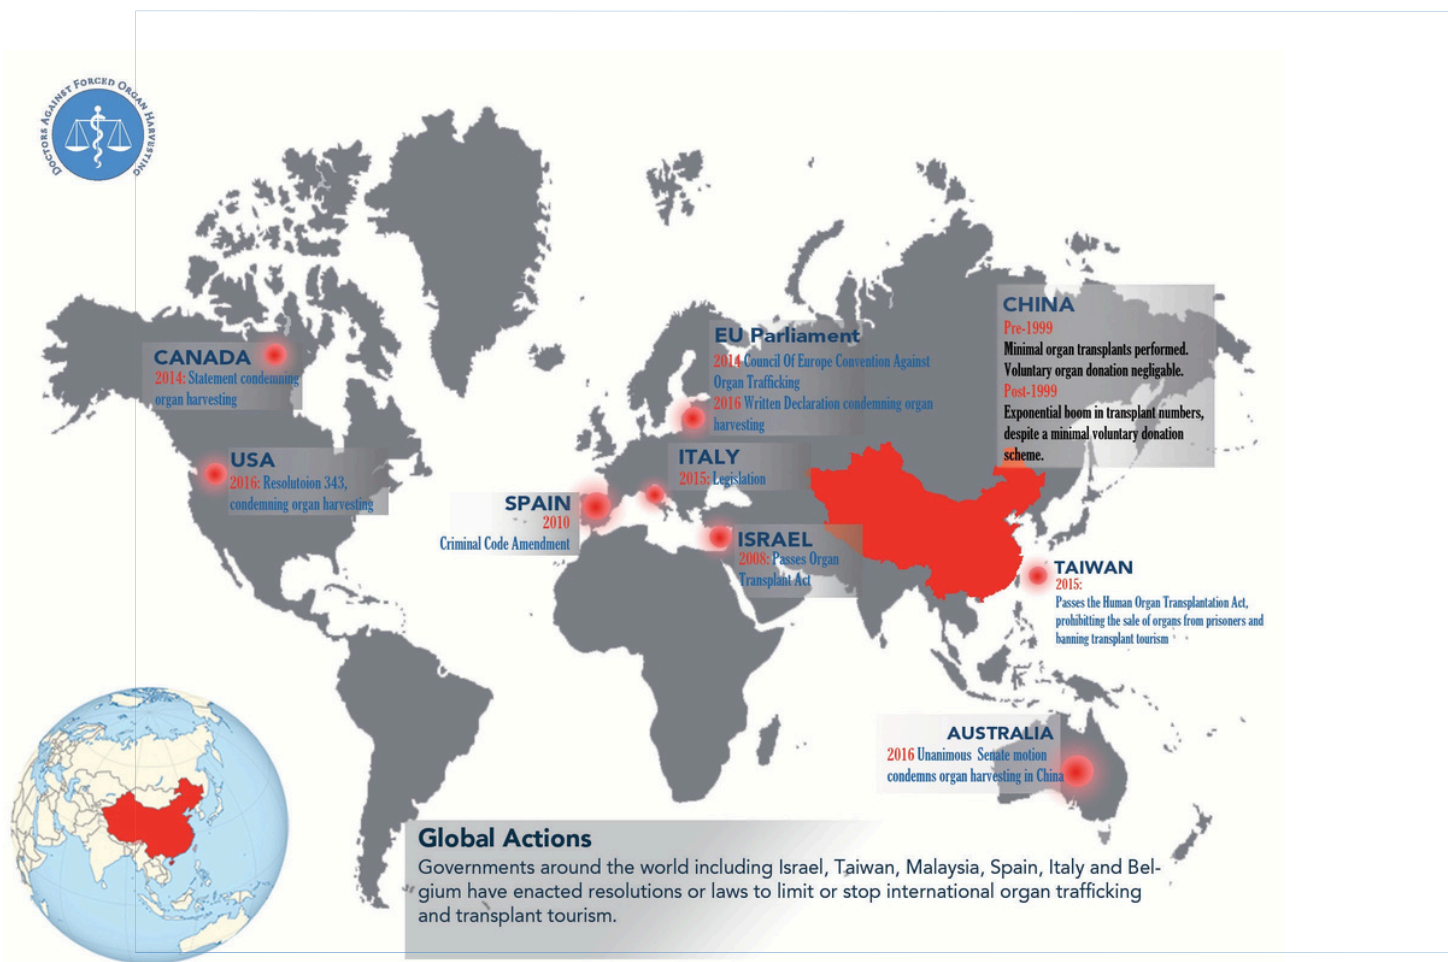 DOCTORS AGAINST FORCED ORGAN HARVESTING
CANADA
2014: Statement condemning
organ harvesting
USA
2016: Resolutoion 343,
condemning organ harvesting
EU Parliament
2014 Council Of Europe Convention Against
Organ Trafficking
2016 Written Declaration condemning organ
harvesting
ITALY
2015: Legislation
SPAIN
2010
Criminal Code Amendment
ISRAEL
2008: Passes Organ
Transplant Act
CHINA
Pre-1999
Minimal organ transplants performed.
Voluntary organ donation negligable.
Post-1999
Exponential boom in transplant numbers,
despite a minimal voluntary donation
scheme.
TAIWAN
2015:
Passes the Human Organ Transplantation Act,
prohibitting the sale of organs from prisoners and
banning transplant tourism
AUSTRALIA
2016 Unanimous Senate motion
condemns organ harvesting in China
Global Actions
Governments around the world including Israel, Taiwan, Malaysia, Spain, Italy and Bel-
gium have enacted resolutions or laws to limit or stop international organ trafficking
and transplant tourism.